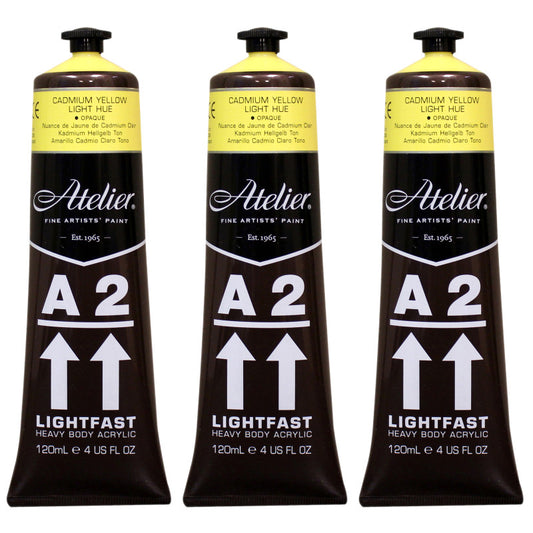 CADMIUM YELLOW
LIGHT HUE
● OPAQUE
Nuance de Jaune de Cadmium Clair
Kadmium Hellgelb Ton
Amarillo Cadmio Claro Tono
Atelier®
FINE ARTISTS' PAINT
Est. 1965
A 2
LIGHTFAST
HEAVY BODY ACRYLIC
120mL ℮ 4 US FL OZ
CADMIUM YELLOW
LIGHT HUE
● OPAQUE
Nuance de Jaune de Cadmium Clair
Kadmium Hellgelb Ton
Amarillo Cadmio Claro Tono
Atelier®
FINE ARTISTS' PAINT
Est. 1965
A 2
LIGHTFAST
HEAVY BODY ACRYLIC
120mL ℮ 4 US FL OZ
CADMIUM YELLOW
LIGHT HUE
● OPAQUE
Nuance de Jaune de Cadmium Clair
Kadmium Hellgelb Ton
Amarillo Cadmio Claro Tono
Atelier®
FINE ARTISTS' PAINT
Est. 1965
A 2
LIGHTFAST
HEAVY BODY ACRYLIC
120mL ℮ 4 US FL OZ